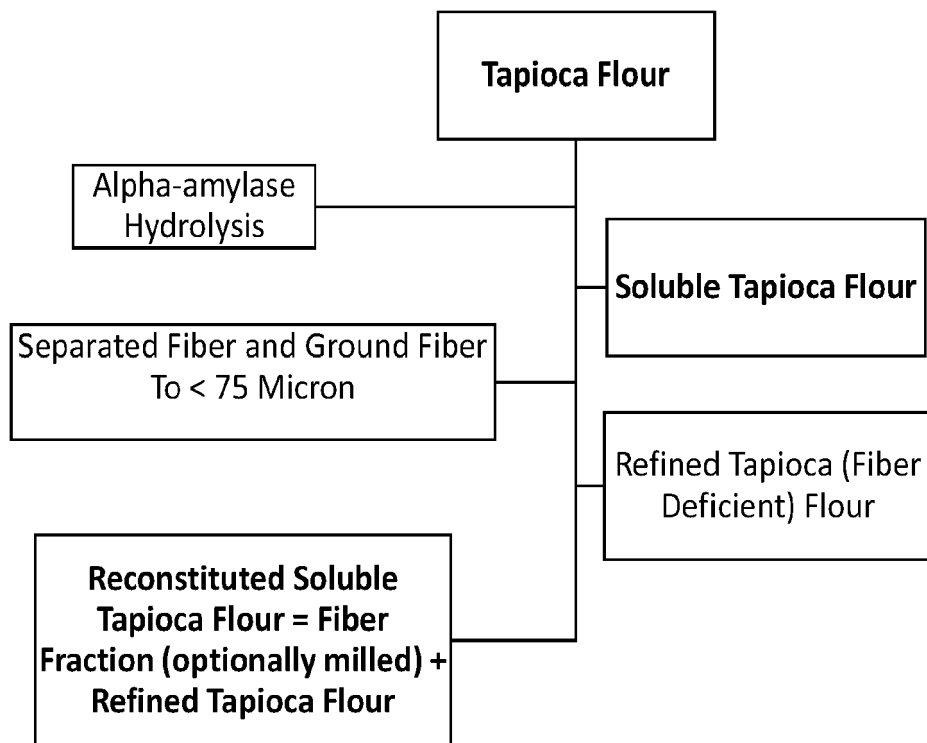 Tapioca Flour
Alpha-amylase
Hydrolysis
Soluble Tapioca Flour
Separated Fiber and Ground Fiber
To < 75 Micron
Refined Tapioca (Fiber
Deficient) Flour
Reconstituted Soluble
Tapioca Flour = Fiber
Fraction (optionally milled) +
Refined Tapioca Flour